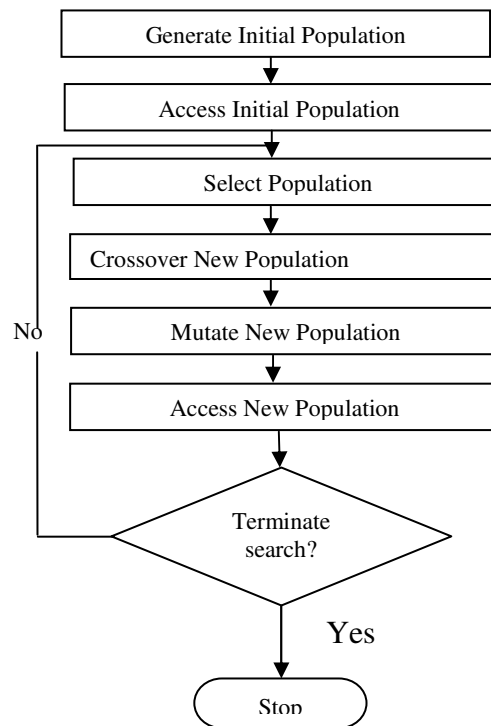 Generate Initial Population
Access Initial Population
Select Population
Crossover New Population
No
Mutate New Population
Access New Population
Terminate
search?
Yes
Stop